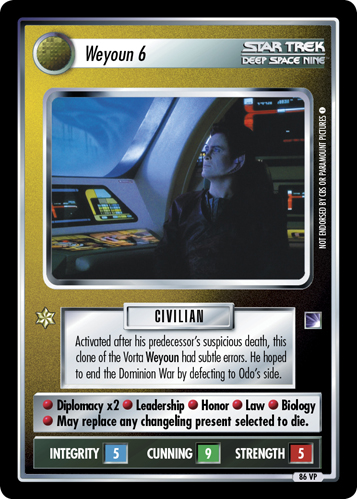 Weyoun 6
STAR TREK
DEEP SPACE NINE
NOT ENDORSED BY CBS OR PARAMOUNT PICTURES
CIVILIAN
Activated after his predecessor's suspicious death, this
clone of the Vorta Weyoun had subtle errors. He hoped
to end the Dominion War by defecting to Odo's side.
• Diplomacy x2 • Leadership • Honor • Law • Biology
• May replace any changeling present selected to die.
INTEGRITY 5 CUNNING 9 STRENGTH 5
86 VP